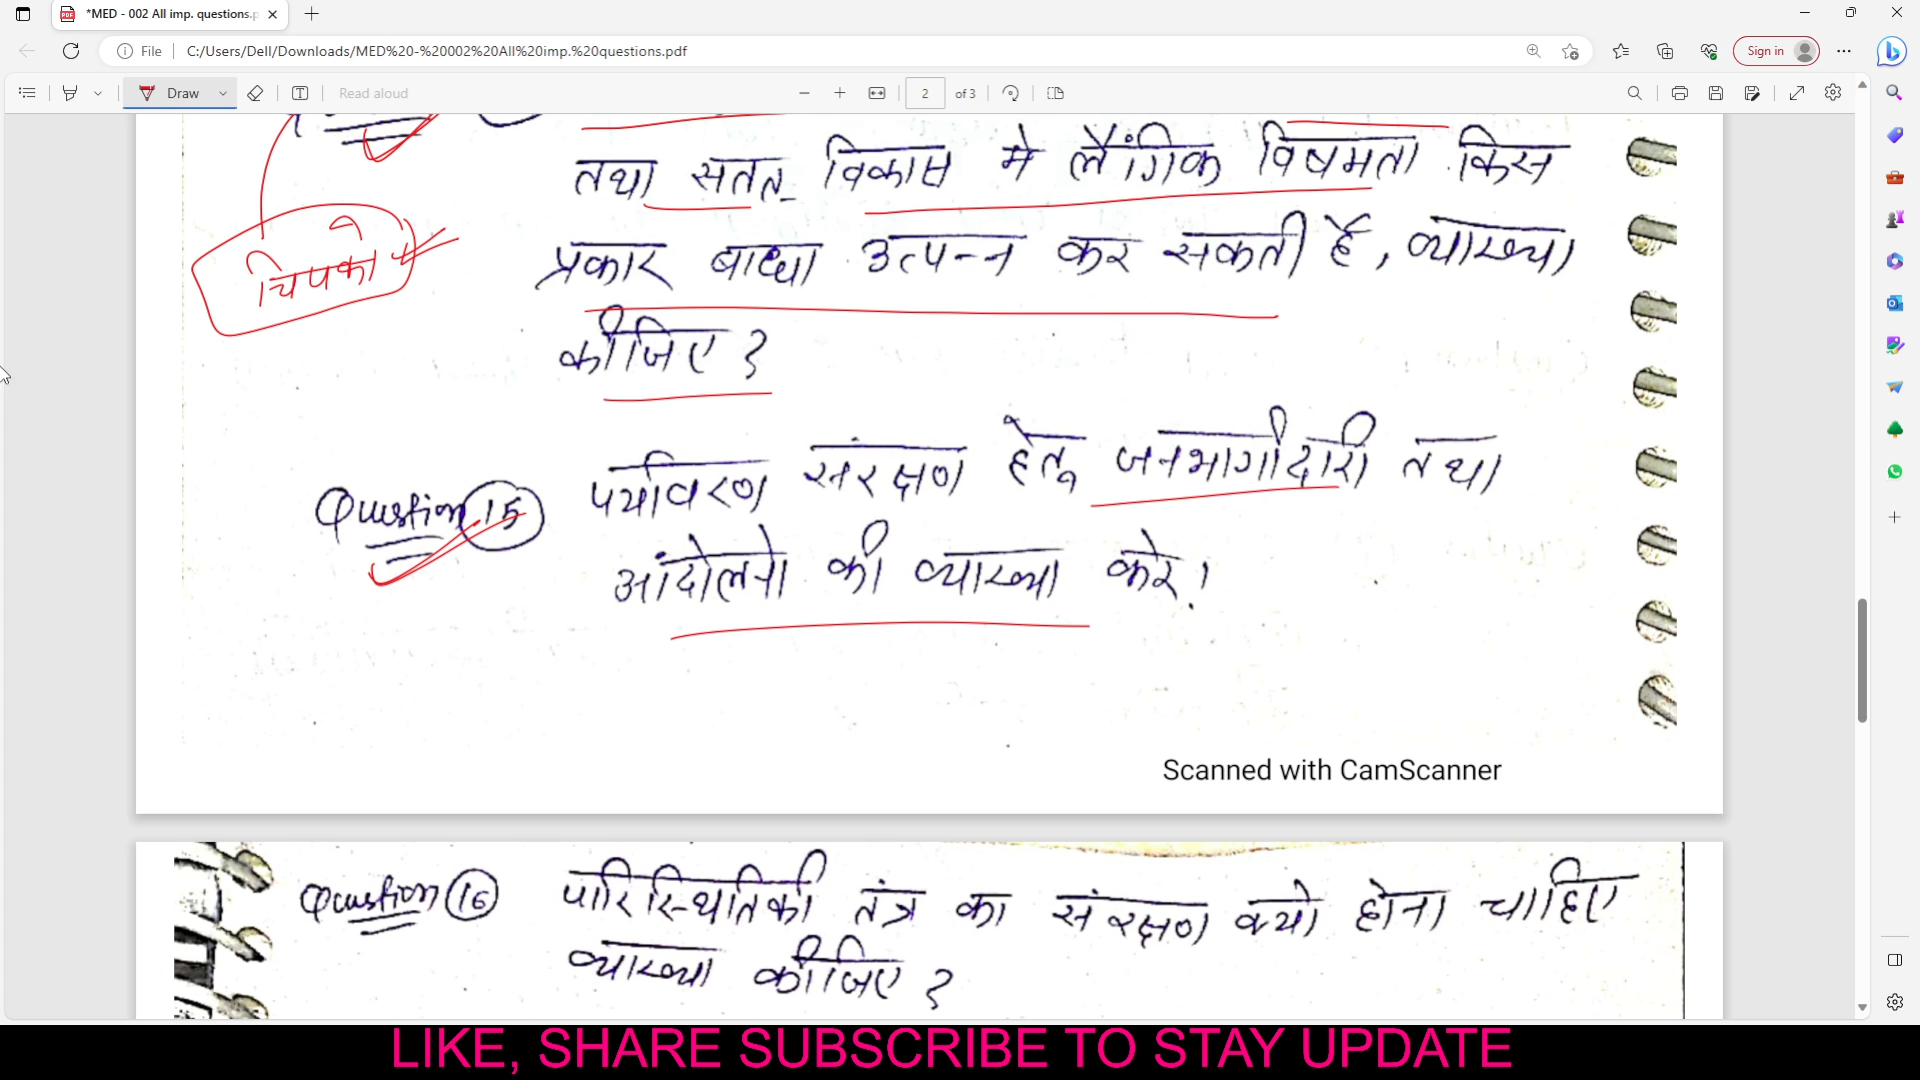 *MED - 002 All imp. questions.p
File
C:/Users/Dell/Downloads/MED%20-%20002%20All%20imp.%20questions.pdf
Sign in
Draw
Read aloud
2
of 3
तथा सतत विकास मे लैंगिक विषमता किस
प्रकार बाधा उत्पन्न कर सकती है, व्याख्या
चिपको
कीजिए ?
Question 15 पर्यावरण संरक्षण हेतु जनभागीदारी तथा
आंदोलनो की व्याख्या करे।
Scanned with CamScanner
Question 16 पारिस्थितिकी तंत्र का संरक्षण क्यो होना चाहिए
व्याख्या कीजिए ?
LIKE, SHARE SUBSCRIBE TO STAY UPDATE